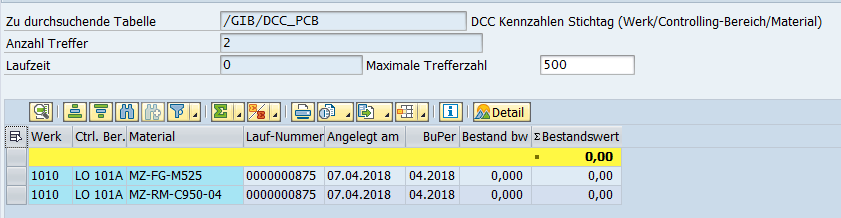 Zu durchsuchende Tabelle /GIB/DCC_PCB DCC Kennzahlen Stichtag (Werk/Controlling-Bereich/Material)
Anzahl Treffer 2
Laufzeit 0 Maximale Trefferzahl 500
Detail
Werk Ctrl. Ber. Material Lauf-Nummer Angelegt am BuPer Bestand bw Σ Bestandswert
▪ 0,00
1010 LO 101A MZ-FG-M525 0000000875 07.04.2018 04.2018 0,000 0,00
1010 LO 101A MZ-RM-C950-04 0000000875 07.04.2018 04.2018 0,000 0,00